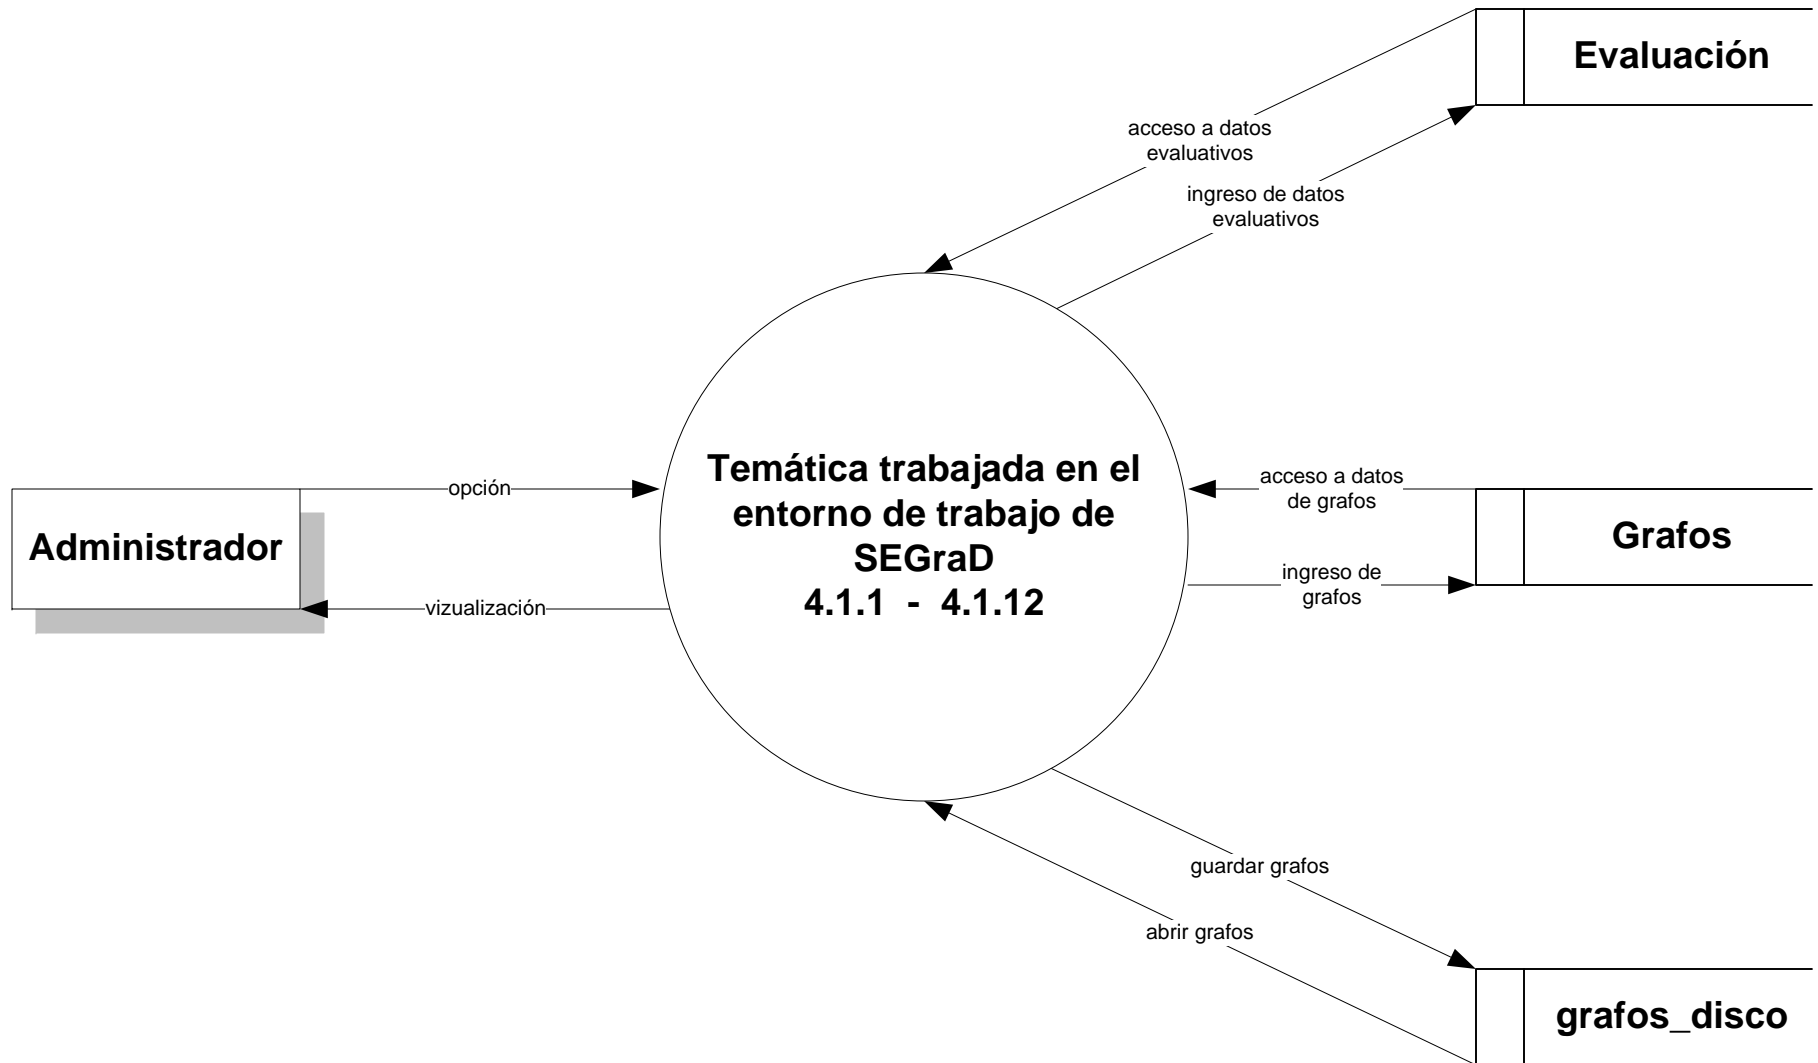 Evaluación
acceso a datos
evaluativos
ingreso de datos
evaluativos
Temática trabajada en el
entorno de trabajo de
SEGraD
4.1.1 - 4.1.12
opción
Administrador
vizualización
acceso a datos
de grafos
Grafos
ingreso de
grafos
guardar grafos
abrir grafos
grafos_disco